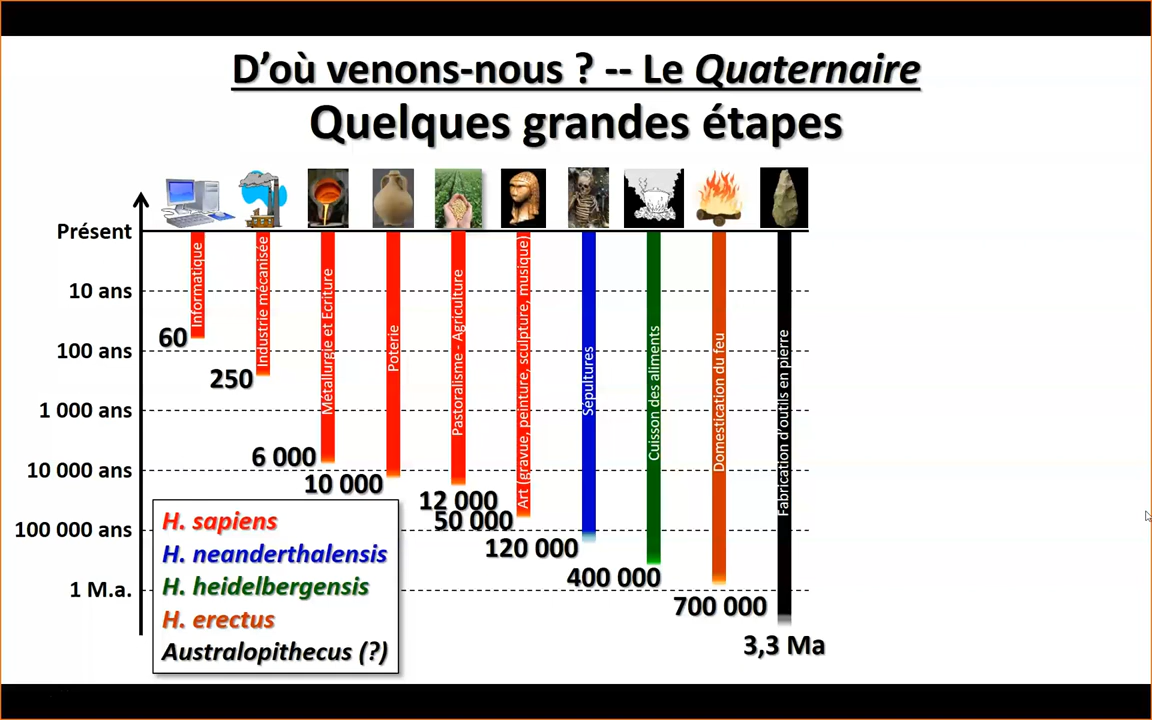 D’où venons-nous ? -- Le Quaternaire
Quelques grandes étapes
Présent
10 ans
100 ans
1 000 ans
10 000 ans
100 000 ans
1 M.a.
Informatique
60
Industrie mécanisée
250
Métallurgie et Ecriture
6 000
Poterie
10 000
Pastoralisme - Agriculture
12 000
Art (gravue, peinture, sculpture, musique)
50 000
Sépultures
120 000
Cuisson des aliments
400 000
Domestication du feu
700 000
Fabrication d’outils en pierre
3,3 Ma
H. sapiens
H. neanderthalensis
H. heidelbergensis
H. erectus
Australopithecus (?)